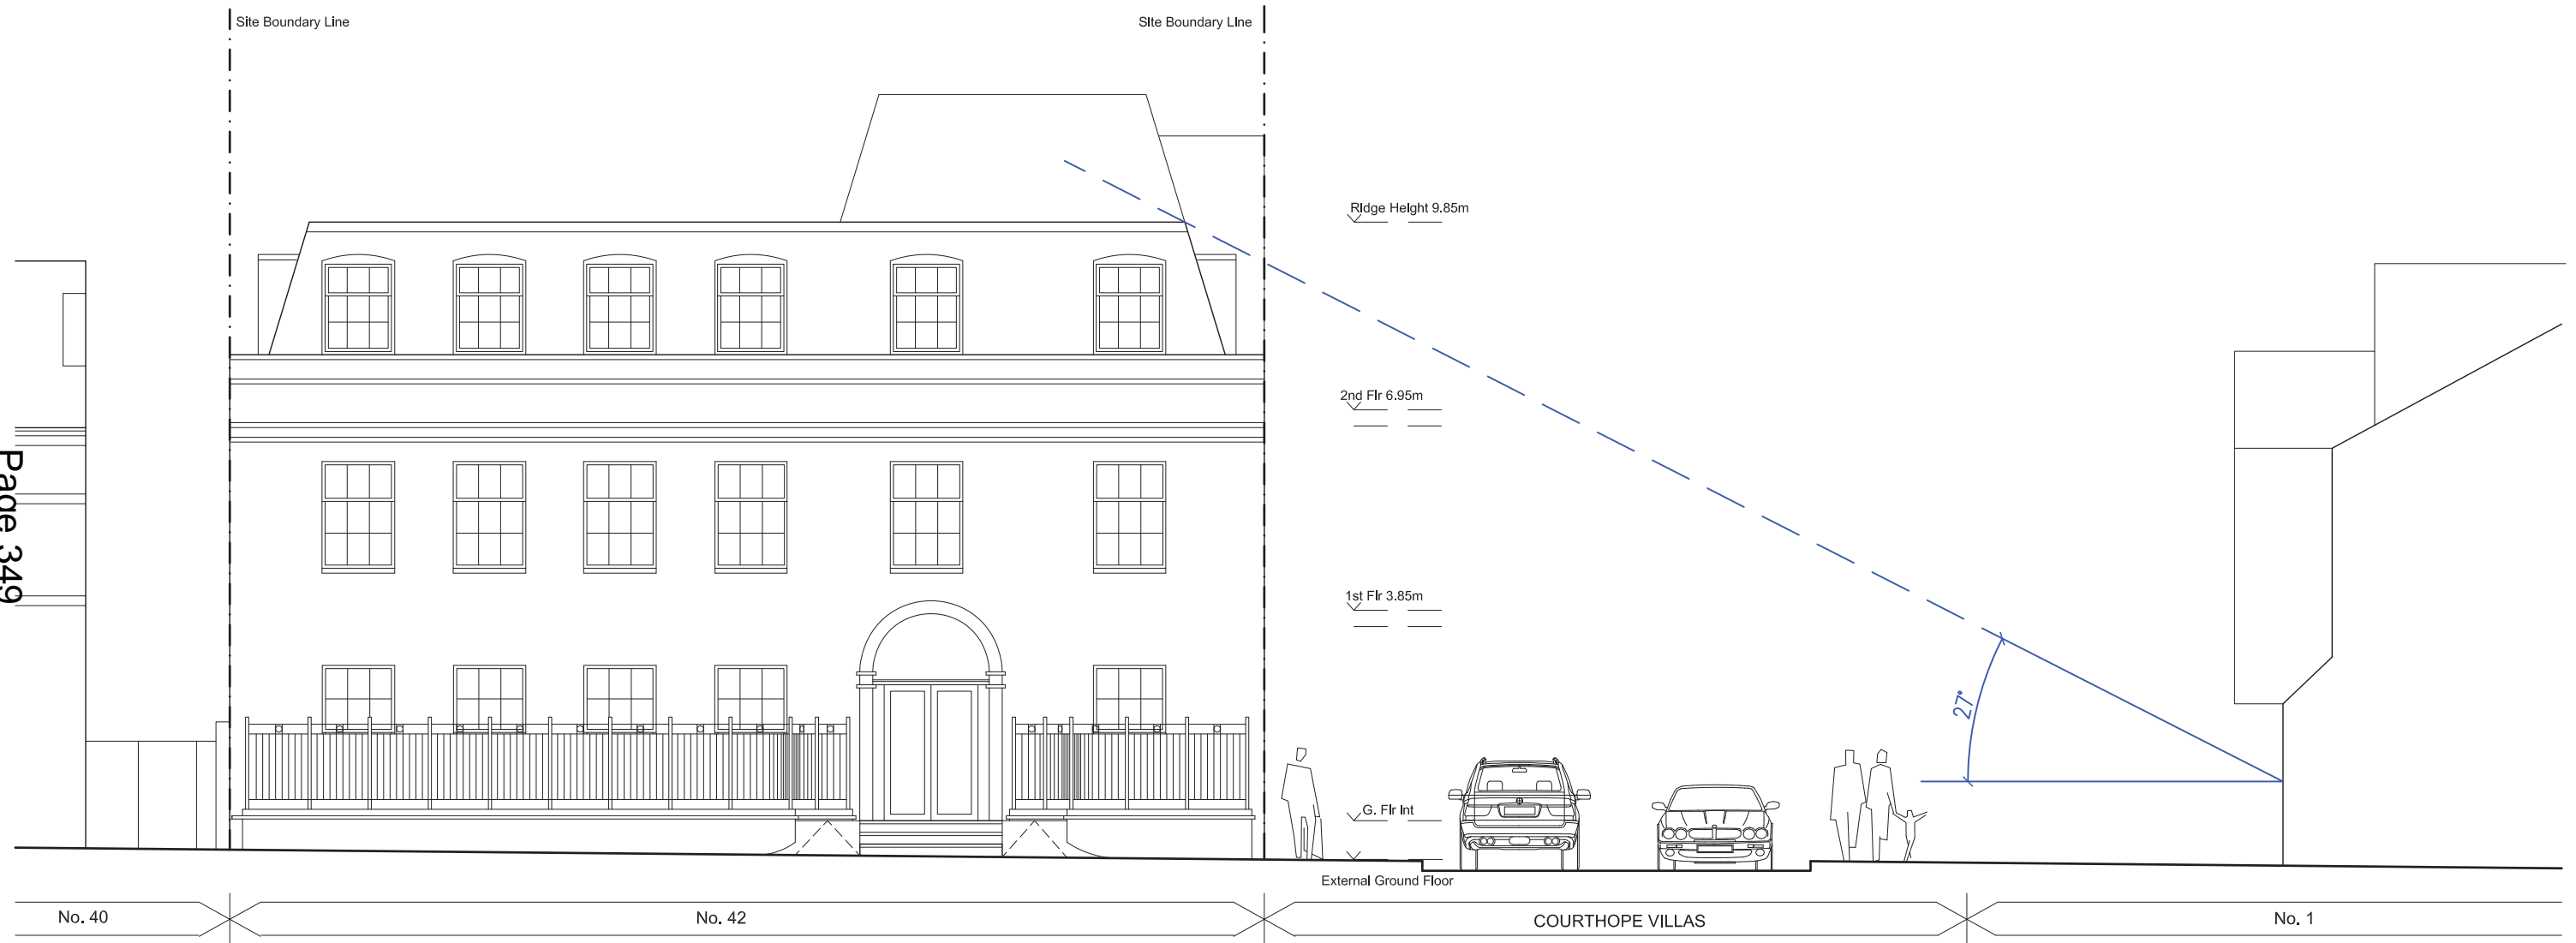 Site Boundary Line
Site Boundary Line
Ridge Height 9.85m
2nd Flr 6.95m
1st Flr 3.85m
G. Flr Int
External Ground Floor
27°
Page 349
No. 40
No. 42
COURTHOPE VILLAS
No. 1